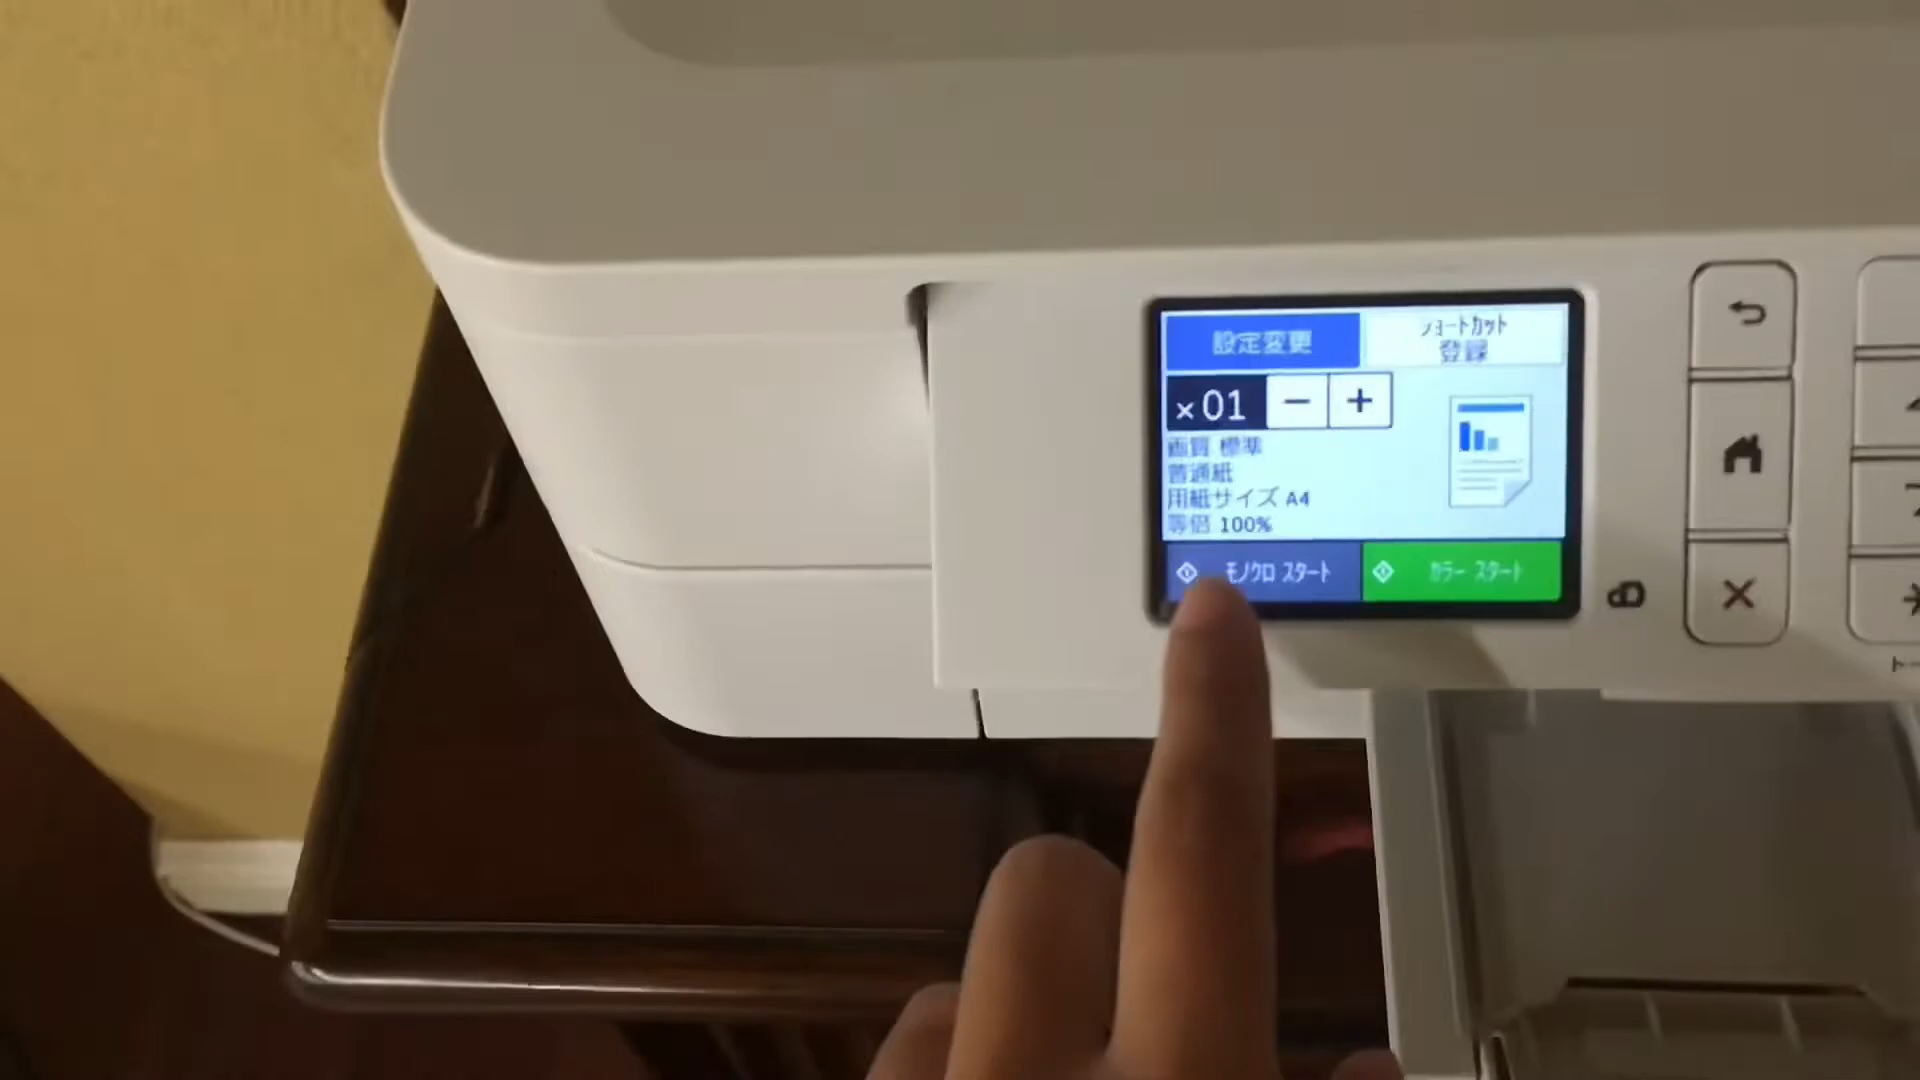 設定変更
ショートカット
登録
×01 − +
画質 標準
普通紙
用紙サイズ A4
等倍 100%
モノクロ スタート
カラー スタート